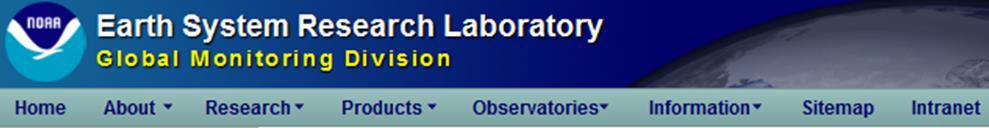 NOAA
Earth System Research Laboratory
Global Monitoring Division
Home About Research Products Observatories Information Sitemap Intranet